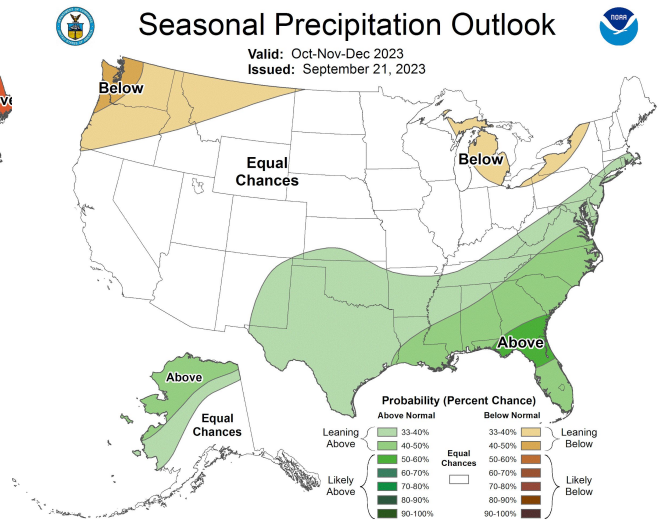 Seasonal Precipitation Outlook
NOAA
Valid: Oct-Nov-Dec 2023
Issued: September 21, 2023
Below
Equal
Chances
Below
Above
Above
Equal
Chances
Probability (Percent Chance)
Above Normal
Below Normal
Leaning
Above
33-40%
40-50%
Likely
Above
50-60%
60-70%
70-80%
80-90%
90-100%
Equal
Chances
33-40%
40-50%
Leaning
Below
50-60%
60-70%
70-80%
80-90%
90-100%
Likely
Below